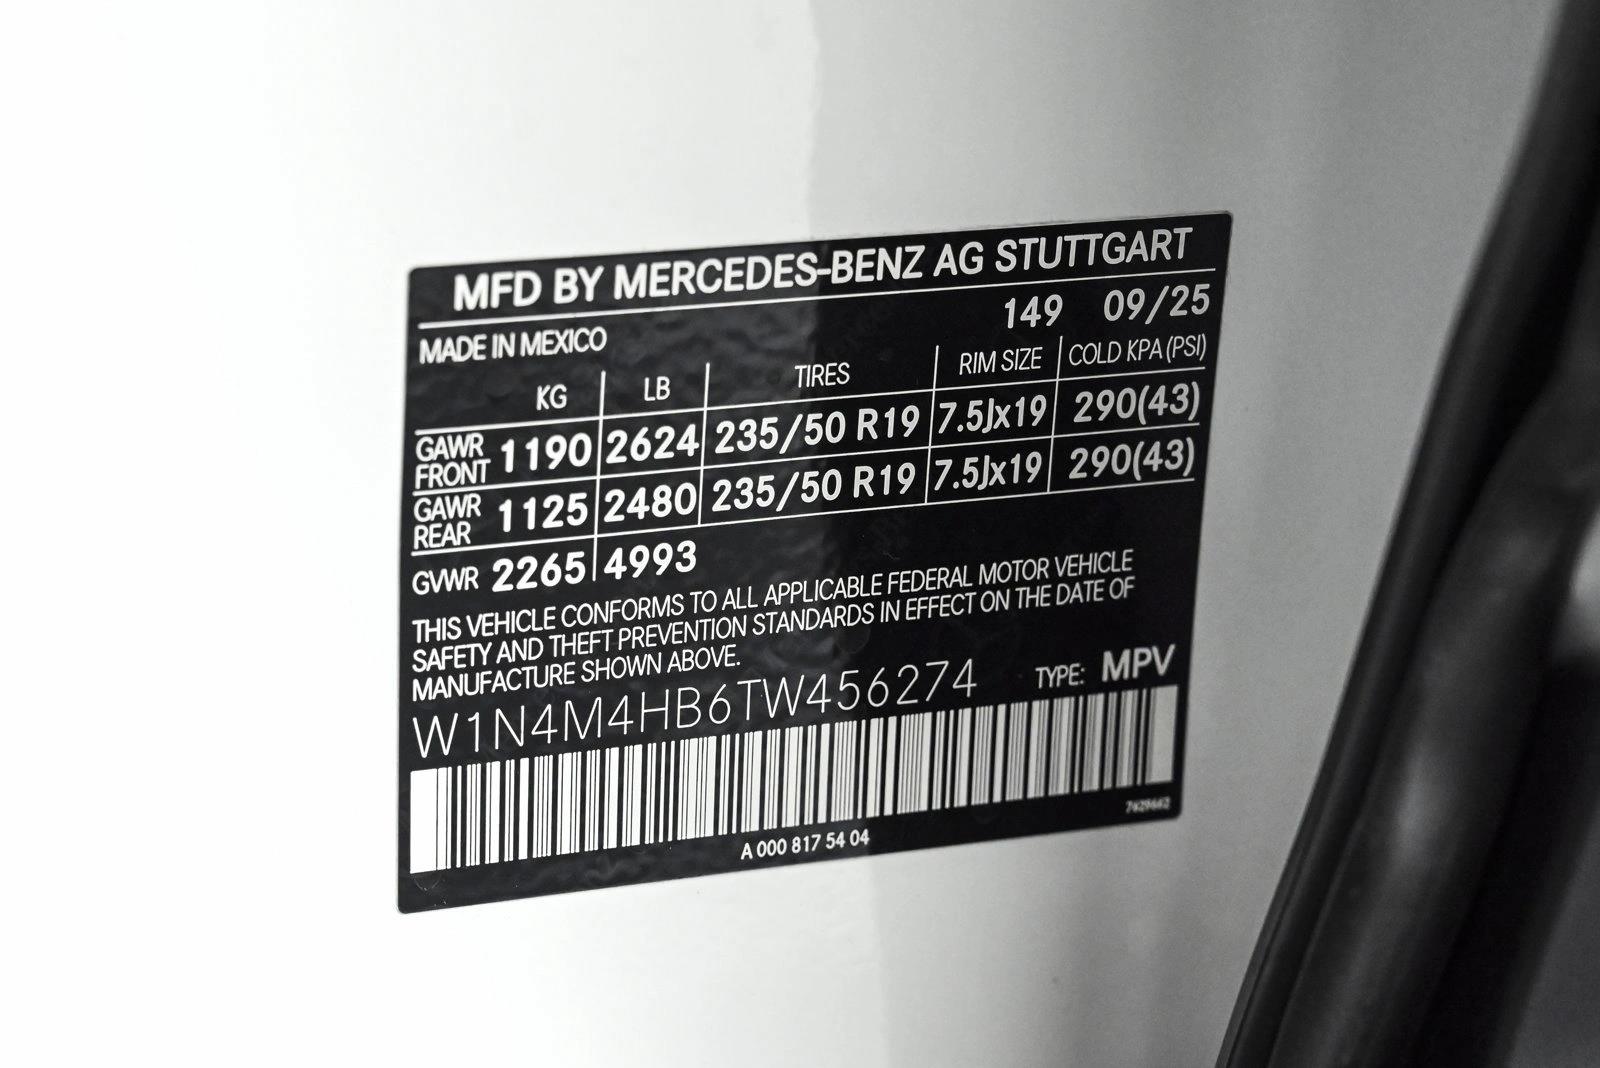 MFD BY MERCEDES-BENZ AG STUTTGART
149 09/25
MADE IN MEXICO
KG LB TIRES RIM SIZE COLD KPA (PSI)
GAWR FRONT 1190 2624 235/50 R19 7.5Jx19 290(43)
GAWR REAR 1125 2480 235/50 R19 7.5Jx19 290(43)
GVWR 2265 4993
THIS VEHICLE CONFORMS TO ALL APPLICABLE FEDERAL MOTOR VEHICLE
SAFETY AND THEFT PREVENTION STANDARDS IN EFFECT ON THE DATE OF
MANUFACTURE SHOWN ABOVE.
W1N4M4HB6TW456274 TYPE: MPV
A 000 817 54 04